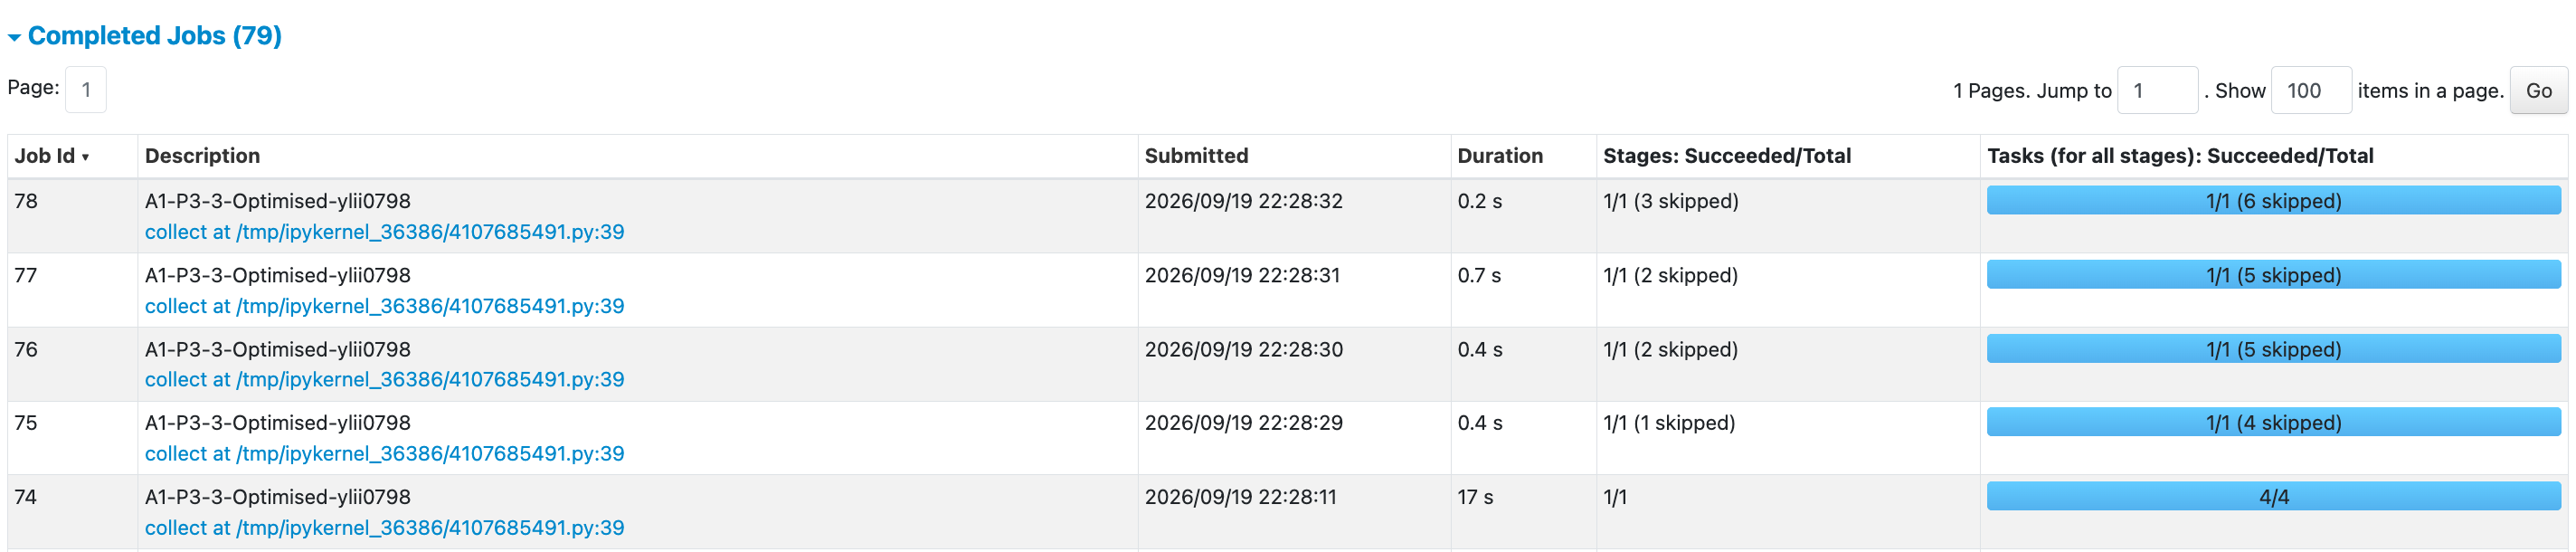 Completed Jobs (79)
Page: 1
1 Pages. Jump to 1 . Show 100 items in a page. Go
Job Id ▾ Description Submitted Duration Stages: Succeeded/Total Tasks (for all stages): Succeeded/Total
78 A1-P3-3-Optimised-ylii0798 2026/09/19 22:28:32 0.2 s 1/1 (3 skipped) 1/1 (6 skipped)
collect at /tmp/ipykernel_36386/4107685491.py:39
77 A1-P3-3-Optimised-ylii0798 2026/09/19 22:28:31 0.7 s 1/1 (2 skipped) 1/1 (5 skipped)
collect at /tmp/ipykernel_36386/4107685491.py:39
76 A1-P3-3-Optimised-ylii0798 2026/09/19 22:28:30 0.4 s 1/1 (2 skipped) 1/1 (5 skipped)
collect at /tmp/ipykernel_36386/4107685491.py:39
75 A1-P3-3-Optimised-ylii0798 2026/09/19 22:28:29 0.4 s 1/1 (1 skipped) 1/1 (4 skipped)
collect at /tmp/ipykernel_36386/4107685491.py:39
74 A1-P3-3-Optimised-ylii0798 2026/09/19 22:28:11 17 s 1/1 4/4
collect at /tmp/ipykernel_36386/4107685491.py:39